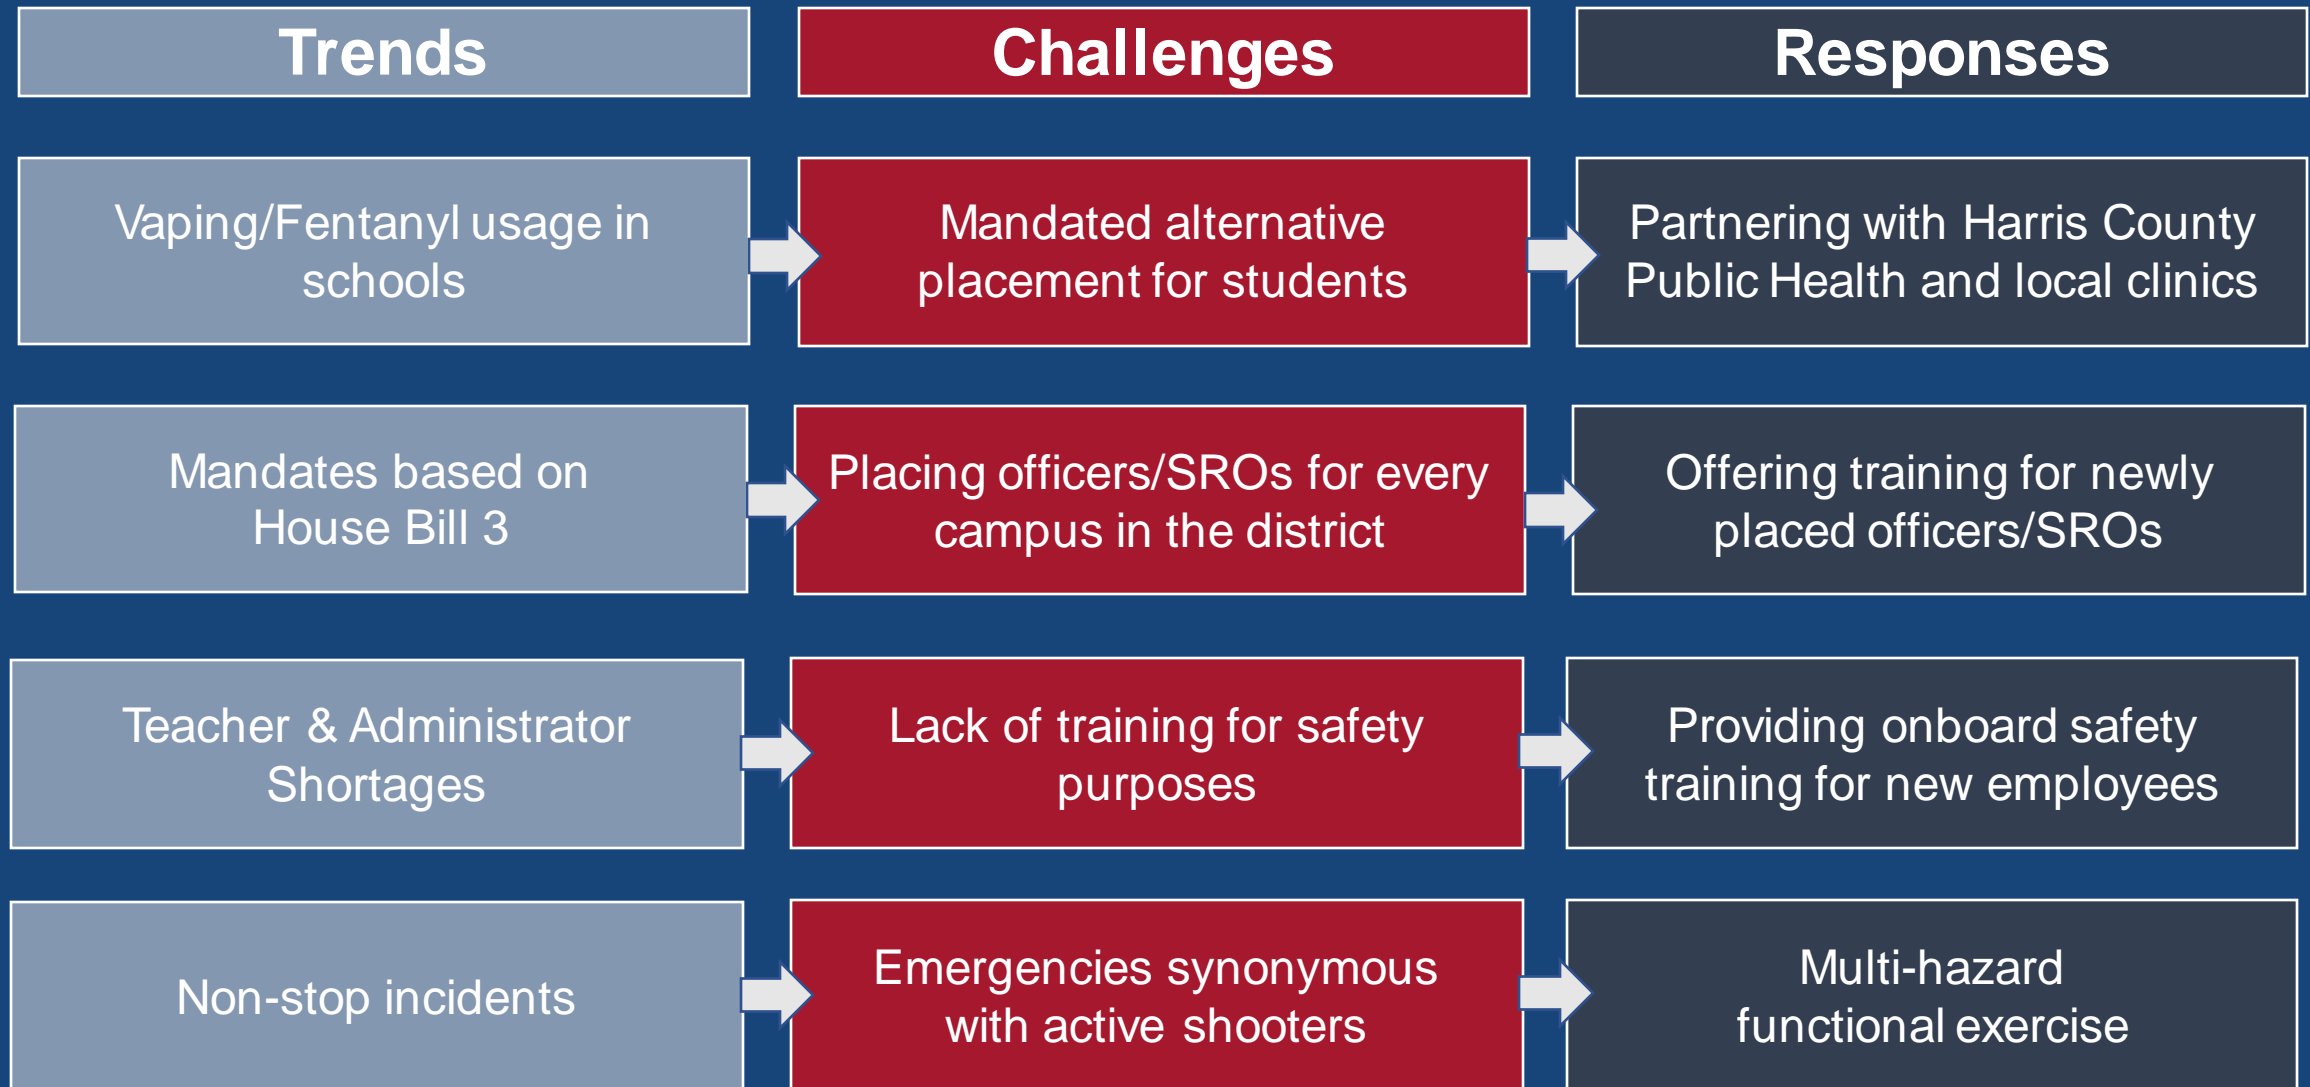 Trends
Challenges
Responses
Vaping/Fentanyl usage in
schools
Mandated alternative
placement for students
Partnering with Harris County
Public Health and local clinics
Mandates based on
House Bill 3
Placing officers/SROs for every
campus in the district
Offering training for newly
placed officers/SROs
Teacher & Administrator
Shortages
Lack of training for safety
purposes
Providing onboard safety
training for new employees
Non-stop incidents
Emergencies synonymous
with active shooters
Multi-hazard
functional exercise